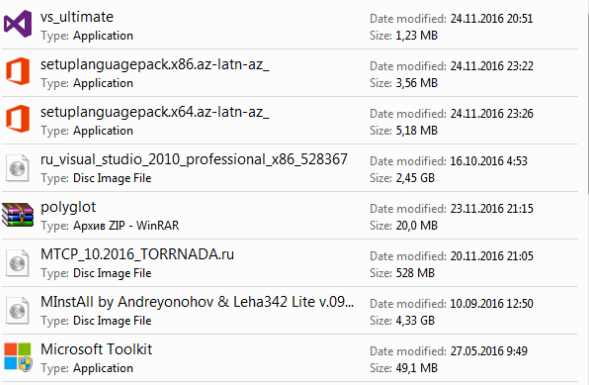 vs_ultimate
Type: Application
Date modified: 24.11.2016 20:51
Size: 1,23 MB
setuplanguagepack.x86.az-latn-az_
Type: Application
Date modified: 24.11.2016 23:22
Size: 3,56 MB
setuplanguagepack.x64.az-latn-az_
Type: Application
Date modified: 24.11.2016 23:26
Size: 5,18 MB
ru_visual_studio_2010_professional_x86_528367
Type: Disc Image File
Date modified: 16.10.2016 4:53
Size: 2,45 GB
polyglot
Type: Архив ZIP - WinRAR
Date modified: 23.11.2016 21:15
Size: 20,0 MB
MTCP_10.2016_TORRNADA.ru
Type: Disc Image File
Date modified: 20.11.2016 21:05
Size: 528 MB
MInstAll by Andreyonohov & Leha342 Lite v.09...
Type: Disc Image File
Date modified: 10.09.2016 12:50
Size: 4,33 GB
Microsoft Toolkit
Type: Application
Date modified: 27.05.2016 9:49
Size: 49,1 MB